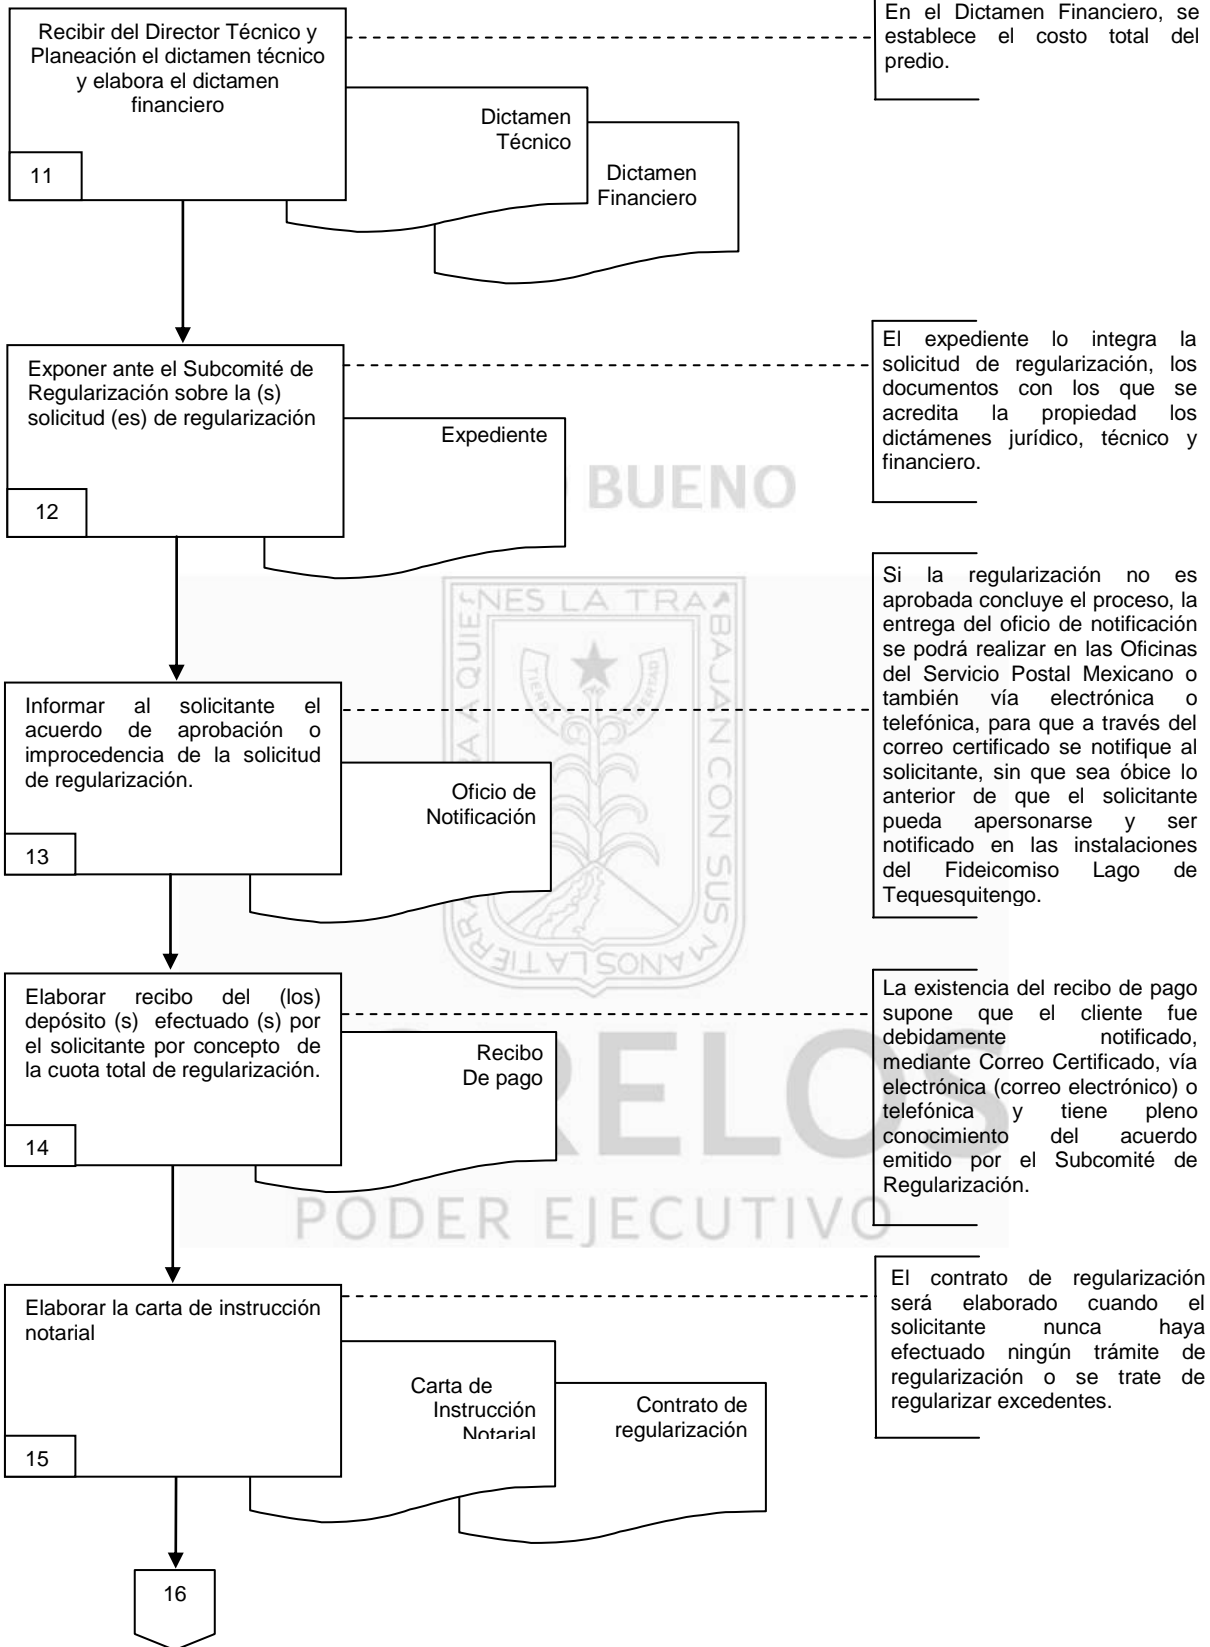 Recibir del Director Técnico y
Planeación el dictamen técnico
y elabora el dictamen
financiero
11
Dictamen
Técnico
Dictamen
Financiero
En el Dictamen Financiero, se
establece el costo total del
predio.
Exponer ante el Subcomité de
Regularización sobre la (s)
solicitud (es) de regularización
12
Expediente
El expediente lo integra la
solicitud de regularización, los
documentos con los que se
acredita la propiedad los
dictámenes jurídico, técnico y
financiero.
BUENO
Informar al solicitante el
acuerdo de aprobación o
improcedencia de la solicitud
de regularización.
13
Oficio de
Notificación
Si la regularización no es
aprobada concluye el proceso, la
entrega del oficio de notificación
se podrá realizar en las Oficinas
del Servicio Postal Mexicano o
también vía electrónica o
telefónica, para que a través del
correo certificado se notifique al
solicitante, sin que sea óbice lo
anterior de que el solicitante
pueda apersonarse y ser
notificado en las instalaciones
del Fideicomiso Lago de
Tequesquitengo.
Elaborar recibo del (los)
depósito (s) efectuado (s) por
el solicitante por concepto de
la cuota total de regularización.
14
Recibo
De pago
La existencia del recibo de pago
supone que el cliente fue
debidamente notificado,
mediante Correo Certificado, vía
electrónica (correo electrónico) o
telefónica y tiene pleno
conocimiento del acuerdo
emitido por el Subcomité de
Regularización.
RELOS
PODER EJECUTIVO
Elaborar la carta de instrucción
notarial
15
Carta de
Instrucción
Notarial
Contrato de
regularización
El contrato de regularización
será elaborado cuando el
solicitante nunca haya
efectuado ningún trámite de
regularización o se trate de
regularizar excedentes.
16